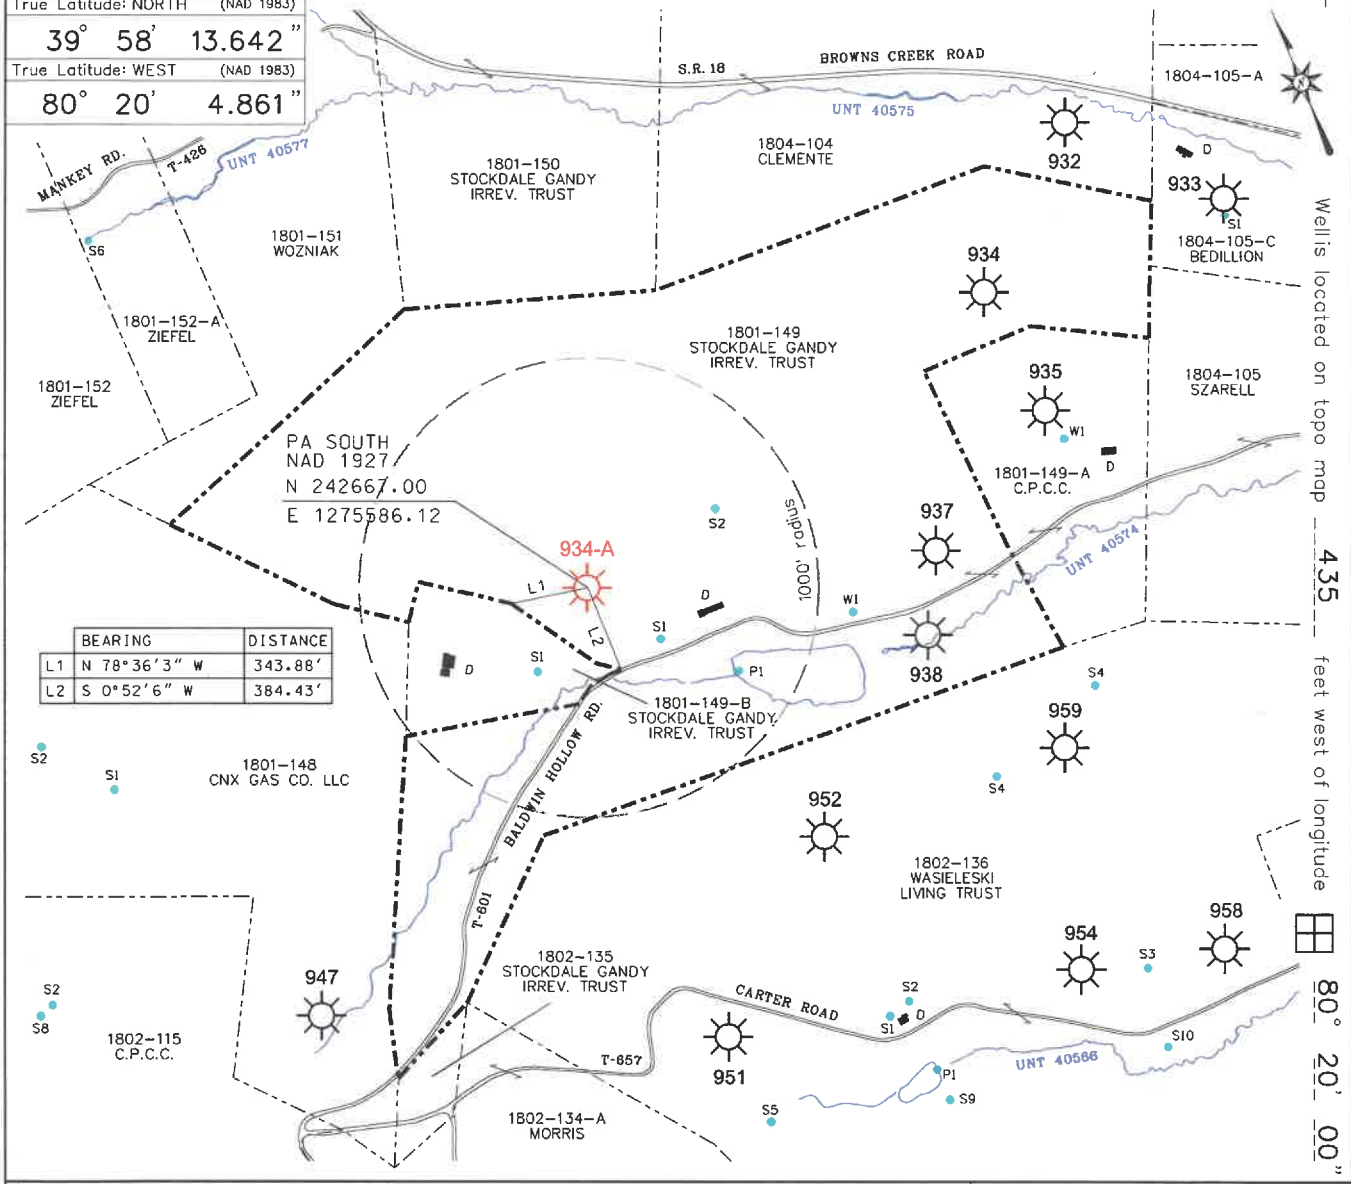 True Latitude: NORTH (NAD 1983)
39° 58' 13.642"
True Latitude: WEST (NAD 1983)
80° 20' 4.861"
S.R. 18
BROWNS CREEK ROAD
UNT 40575
1804-105-A
MANKEY RD.
T-426
UNT 40577
1801-150
STOCKDALE GANDY
IRREV. TRUST
1804-104
CLEMENTE
932
D
933
S1
1804-105-C
BEDILLION
S6
1801-151
WOZNIAK
934
1801-152-A
ZIEFEL
1801-149
STOCKDALE GANDY
IRREV. TRUST
1801-152
ZIEFEL
935
W1
D
1804-105
SZARELL
1801-149-A
C.P.C.C.
PA SOUTH
NAD 1927
N 242667.00
E 1275586.12
S2
1000' radius
937
UNT 40574
934-A
L1
L2
D
W1
S1
938
BEARING DISTANCE
L1 N 78°36'3" W 343.88'
L2 S 0°52'6" W 384.43'
D
S1
P1
1801-149-B
STOCKDALE GANDY
IRREV. TRUST
S4
959
S4
S2
S1
1801-148
CNX GAS CO. LLC
BALDWIN HOLLOW RD.
T-601
952
1802-136
WASIELESKI
LIVING TRUST
958
954
S3
947
1802-135
STOCKDALE GANDY
IRREV. TRUST
S2
S8
1802-115
C.P.C.C.
CARTER ROAD
S2
S1
D
S10
T-657
951
UNT 40566
P1
S9
S5
1802-134-A
MORRIS
Well is located on topo map 435 feet west of longitude 80° 20' 00"